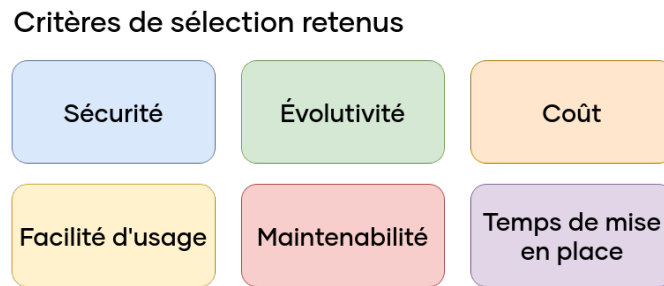 Critères de sélection retenus
Sécurité
Évolutivité
Coût
Facilité d'usage
Maintenabilité
Temps de mise
en place